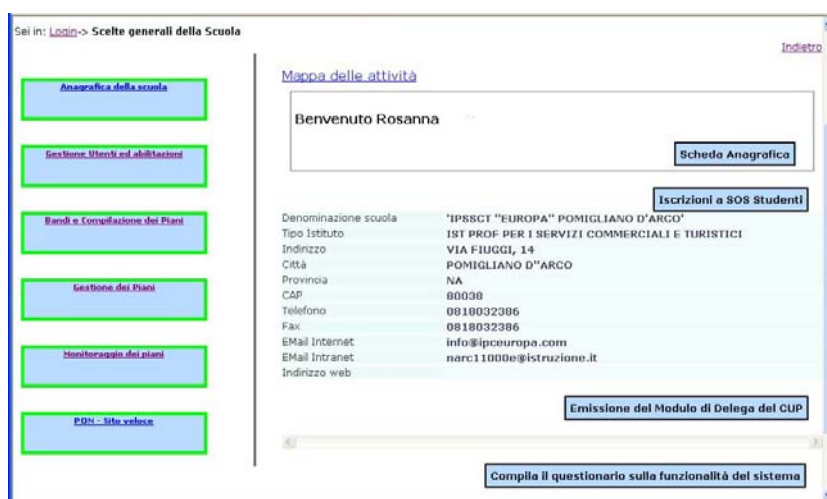 Sei in: Login-> Scelte generali della Scuola
Indietro
Anagrafica della scuola
Gestione Utenti ed abilitazioni
Bandi e Compilazione dei Piani
Gestione dei Piani
Monitoraggio dei piani
PON - Sito veloce
Mappa delle attività
Benvenuto Rosanna
Scheda Anagrafica
Iscrizioni a SOS Studenti
Denominazione scuola 'IPSSCT "EUROPA" POMIGLIANO D'ARCO'
Tipo Istituto IST PROF PER I SERVIZI COMMERCIALI E TURISTICI
Indirizzo VIA FIUGGI, 14
Città POMIGLIANO D''ARCO
Provincia NA
CAP 80038
Telefono 0818032386
Fax 0818032386
EMail Internet info@ipceuropa.com
EMail Intranet narc11000e@istruzione.it
Indirizzo web
Emissione del Modulo di Delega del CUP
Compila il questionario sulla funzionalità del sistema